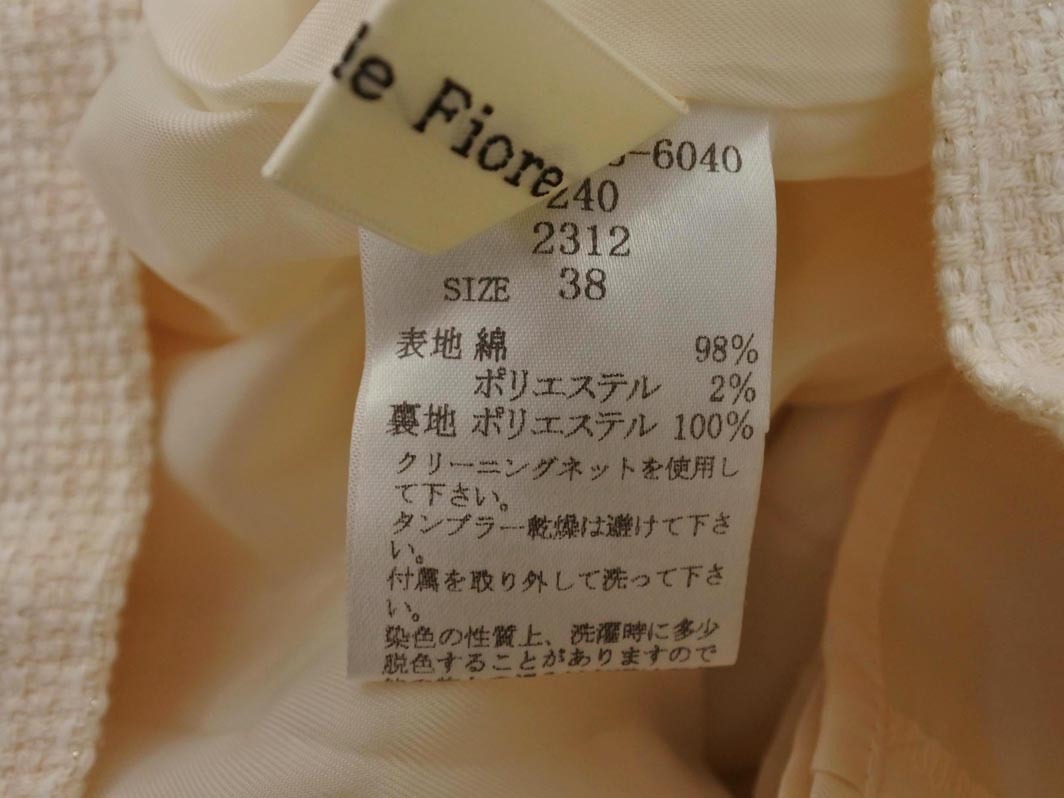 le Fiore
-6040
240
2312
SIZE 38
表地 綿 98%
ポリエステル 2%
裏地 ポリエステル 100%
クリーニングネットを使用し
て下さい。
タンブラー乾燥は避けて下さ
い。
付属を取り外して洗って下さ
い。
染色の性質上、洗濯時に多少
脱色することがありますので